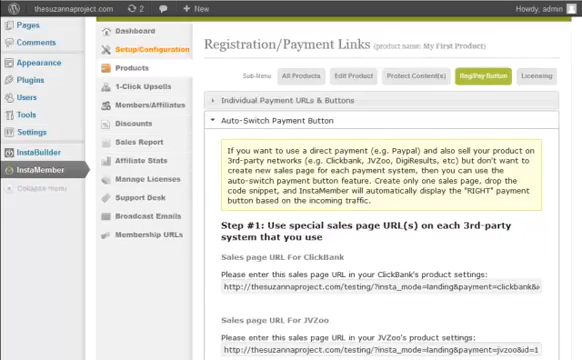 thesuzannaproject.com
2
New
Howdy, admin
Pages
Comments
Appearance
Plugins
Users
Tools
Settings
InstaBuilder
InstaMember
Collapse menu
Dashboard
Setup/Configuration
Products
1-Click Upsells
Members/Affiliates
Discounts
Sales Report
Affiliate Stats
Manage Licenses
Support Desk
Broadcast Emails
Membership URLs
Registration/Payment Links (product name: My First Product)
Sub-Menu
All Products
Edit Product
Protect Content(s)
Reg/Pay Button
Licensing
Individual Payment URLs & Buttons
Auto-Switch Payment Button
If you want to use a direct payment (e.g. Paypal) and also sell your product on
3rd-party networks (e.g. Clickbank, JVZoo, DigiResults, etc) but don't want to
create new sales page for each payment system, then you can use the
auto-switch payment button feature. Create only one sales page, drop the
code snippet, and InstaMember will automatically display the "RIGHT" payment
button based on the incoming traffic.
Step #1: Use special sales page URL(s) on each 3rd-party
system that you use
Sales page URL For ClickBank
Please enter this sales page URL in your ClickBank's product settings:
http://thesuzannaproject.com/testing/?insta_mode=landing&payment=clickbank&
Sales page URL For JVZoo
Please enter this sales page URL in your JVZoo's product settings:
http://thesuzannaproject.com/testing/?insta_mode=landing&payment=jvzoo&id=1